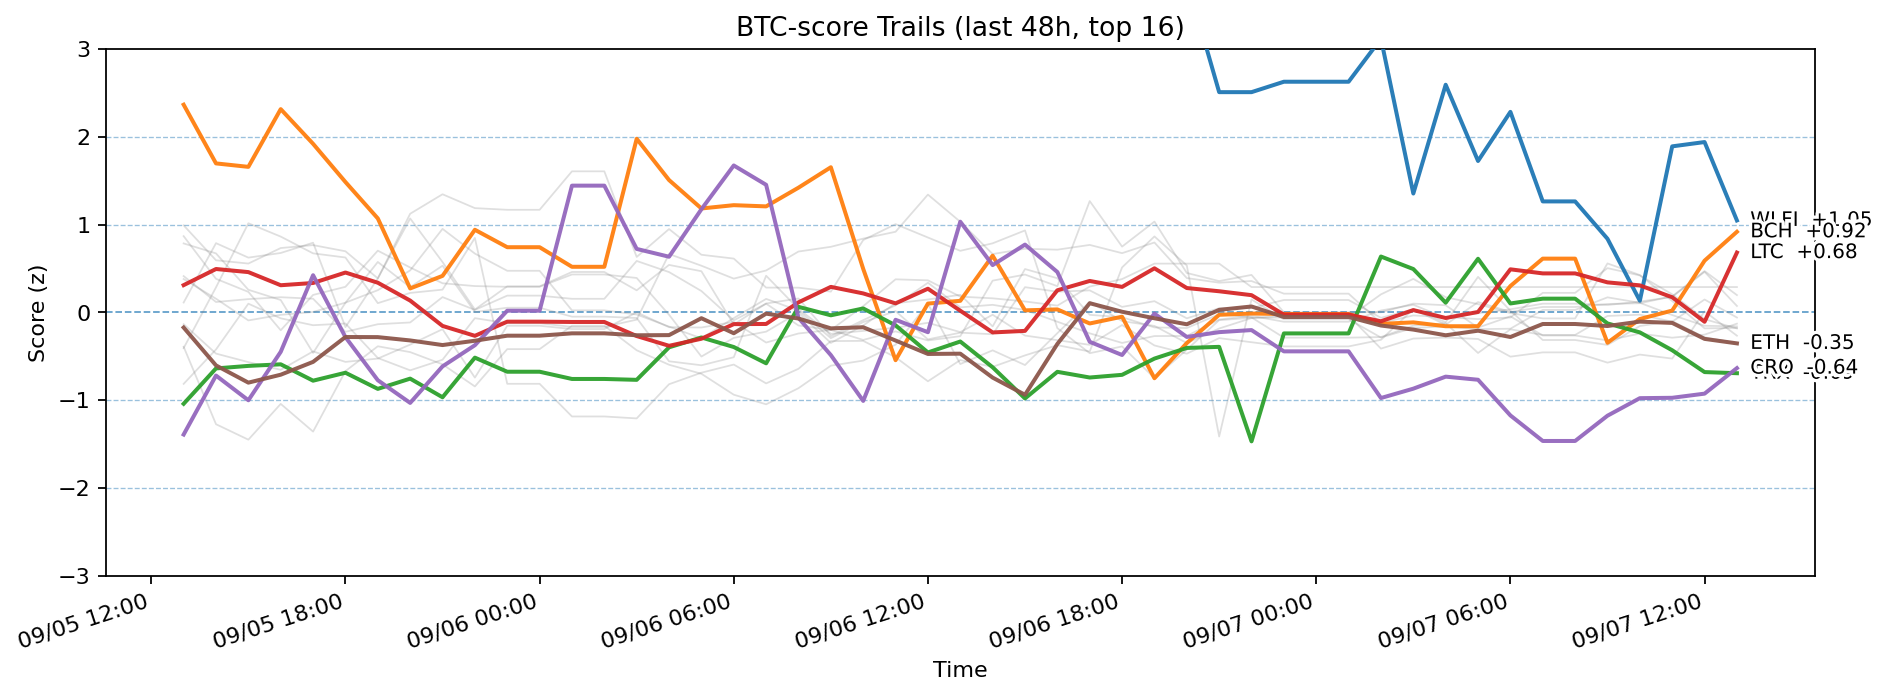 BTC-score Trails (last 48h, top 16)
Score (z)
3
2
1
0
−1
−2
−3
WLFI +1.05
BCH +0.92
LTC +0.68
ETH -0.35
CRO -0.64
09/05 12:00
09/05 18:00
09/06 00:00
09/06 06:00
09/06 12:00
09/06 18:00
09/07 00:00
09/07 06:00
09/07 12:00
Time